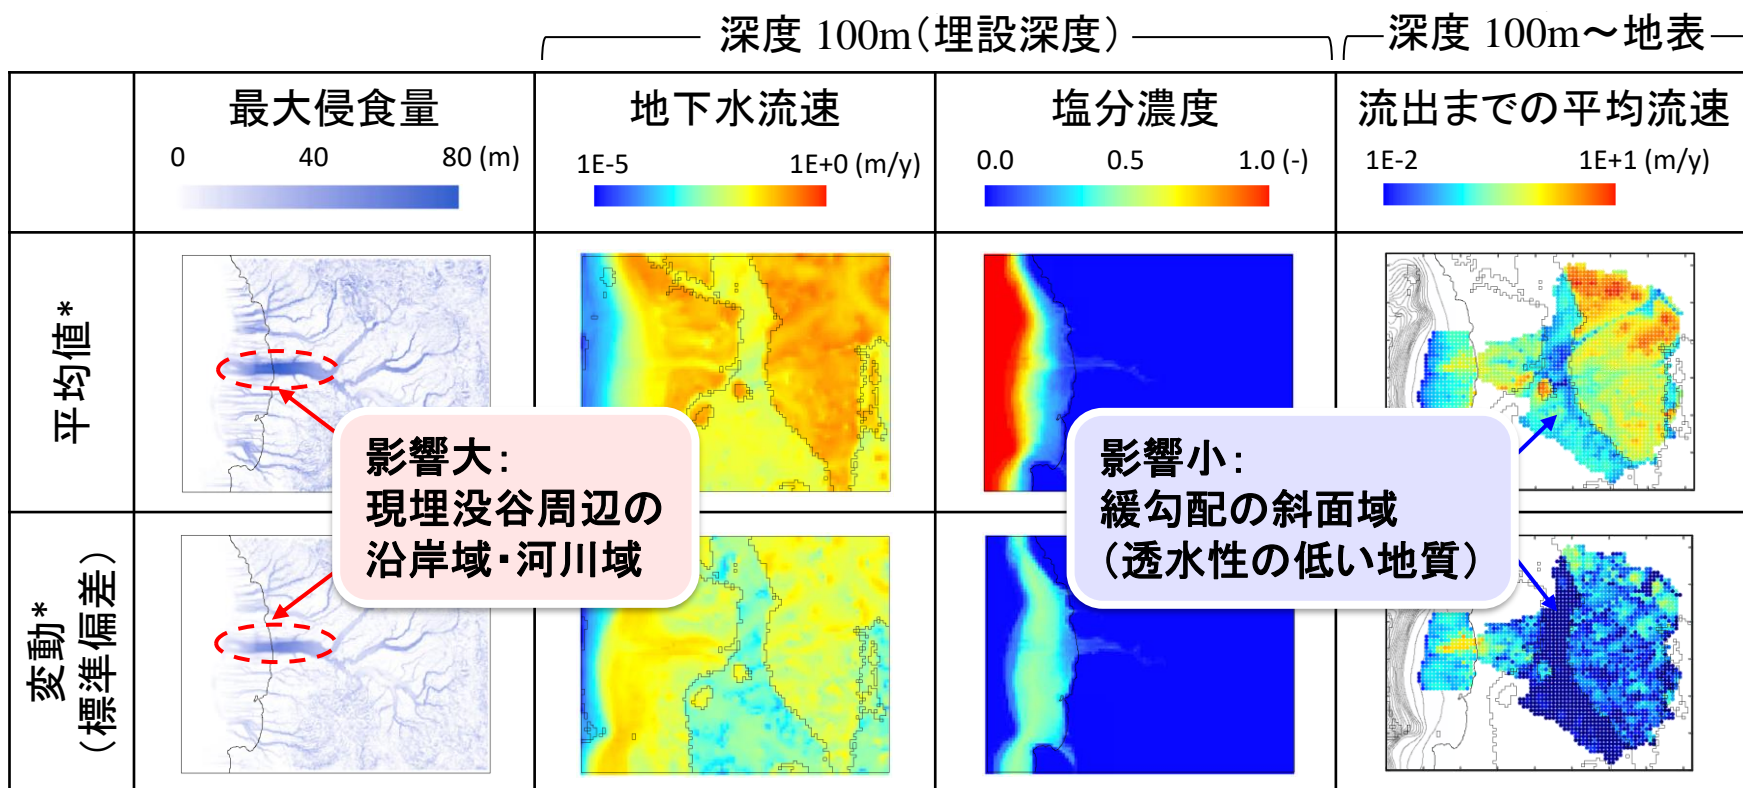 深度 100m(埋設深度)
深度 100m～地表
最大侵食量
0 40 80 (m)
地下水流速
1E-5 1E+0 (m/y)
塩分濃度
0.0 0.5 1.0 (-)
流出までの平均流速
1E-2 1E+1 (m/y)
平均値*
影響大：
現埋没谷周辺の
沿岸域・河川域
影響小：
緩勾配の斜面域
（透水性の低い地質）
変動*
（標準偏差）